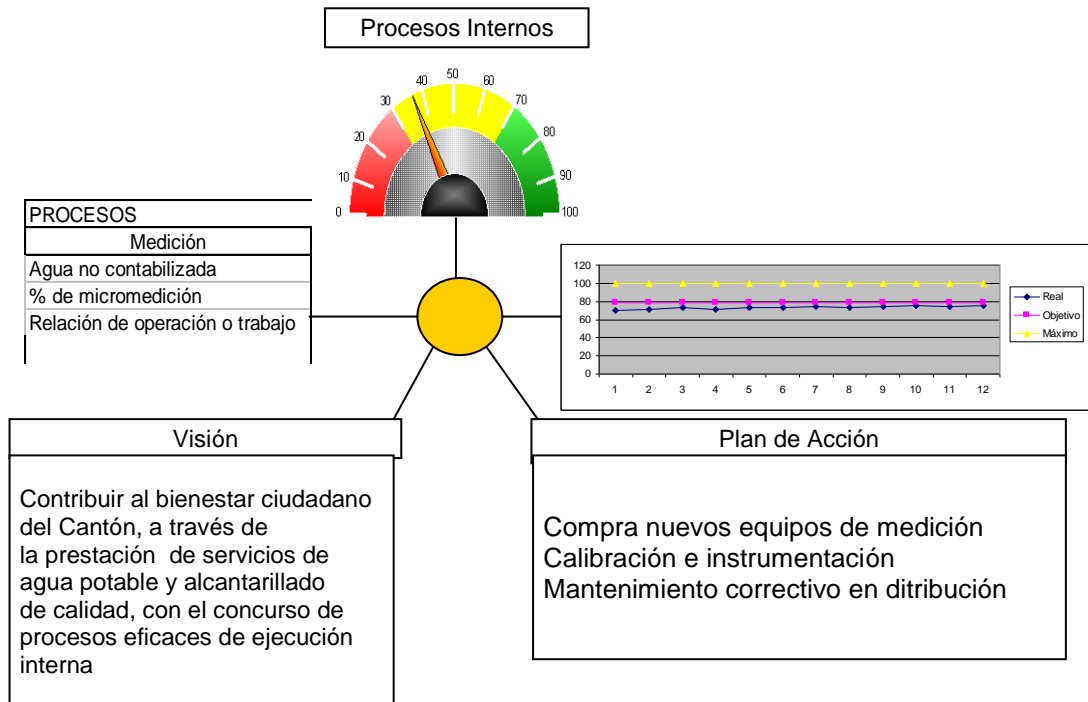 Procesos Internos
0
10
20
30
40
50
60
70
80
90
100
PROCESOS
Medición
Agua no contabilizada
% de micromedición
Relación de operación o trabajo
120
100
80
60
40
20
0
1 2 3 4 5 6 7 8 9 10 11 12
Real
Objetivo
Máximo
Visión
Contribuir al bienestar ciudadano
del Cantón, a través de
la prestación de servicios de
agua potable y alcantarillado
de calidad, con el concurso de
procesos eficaces de ejecución
interna
Plan de Acción
Compra nuevos equipos de medición
Calibración e instrumentación
Mantenimiento correctivo en ditribución